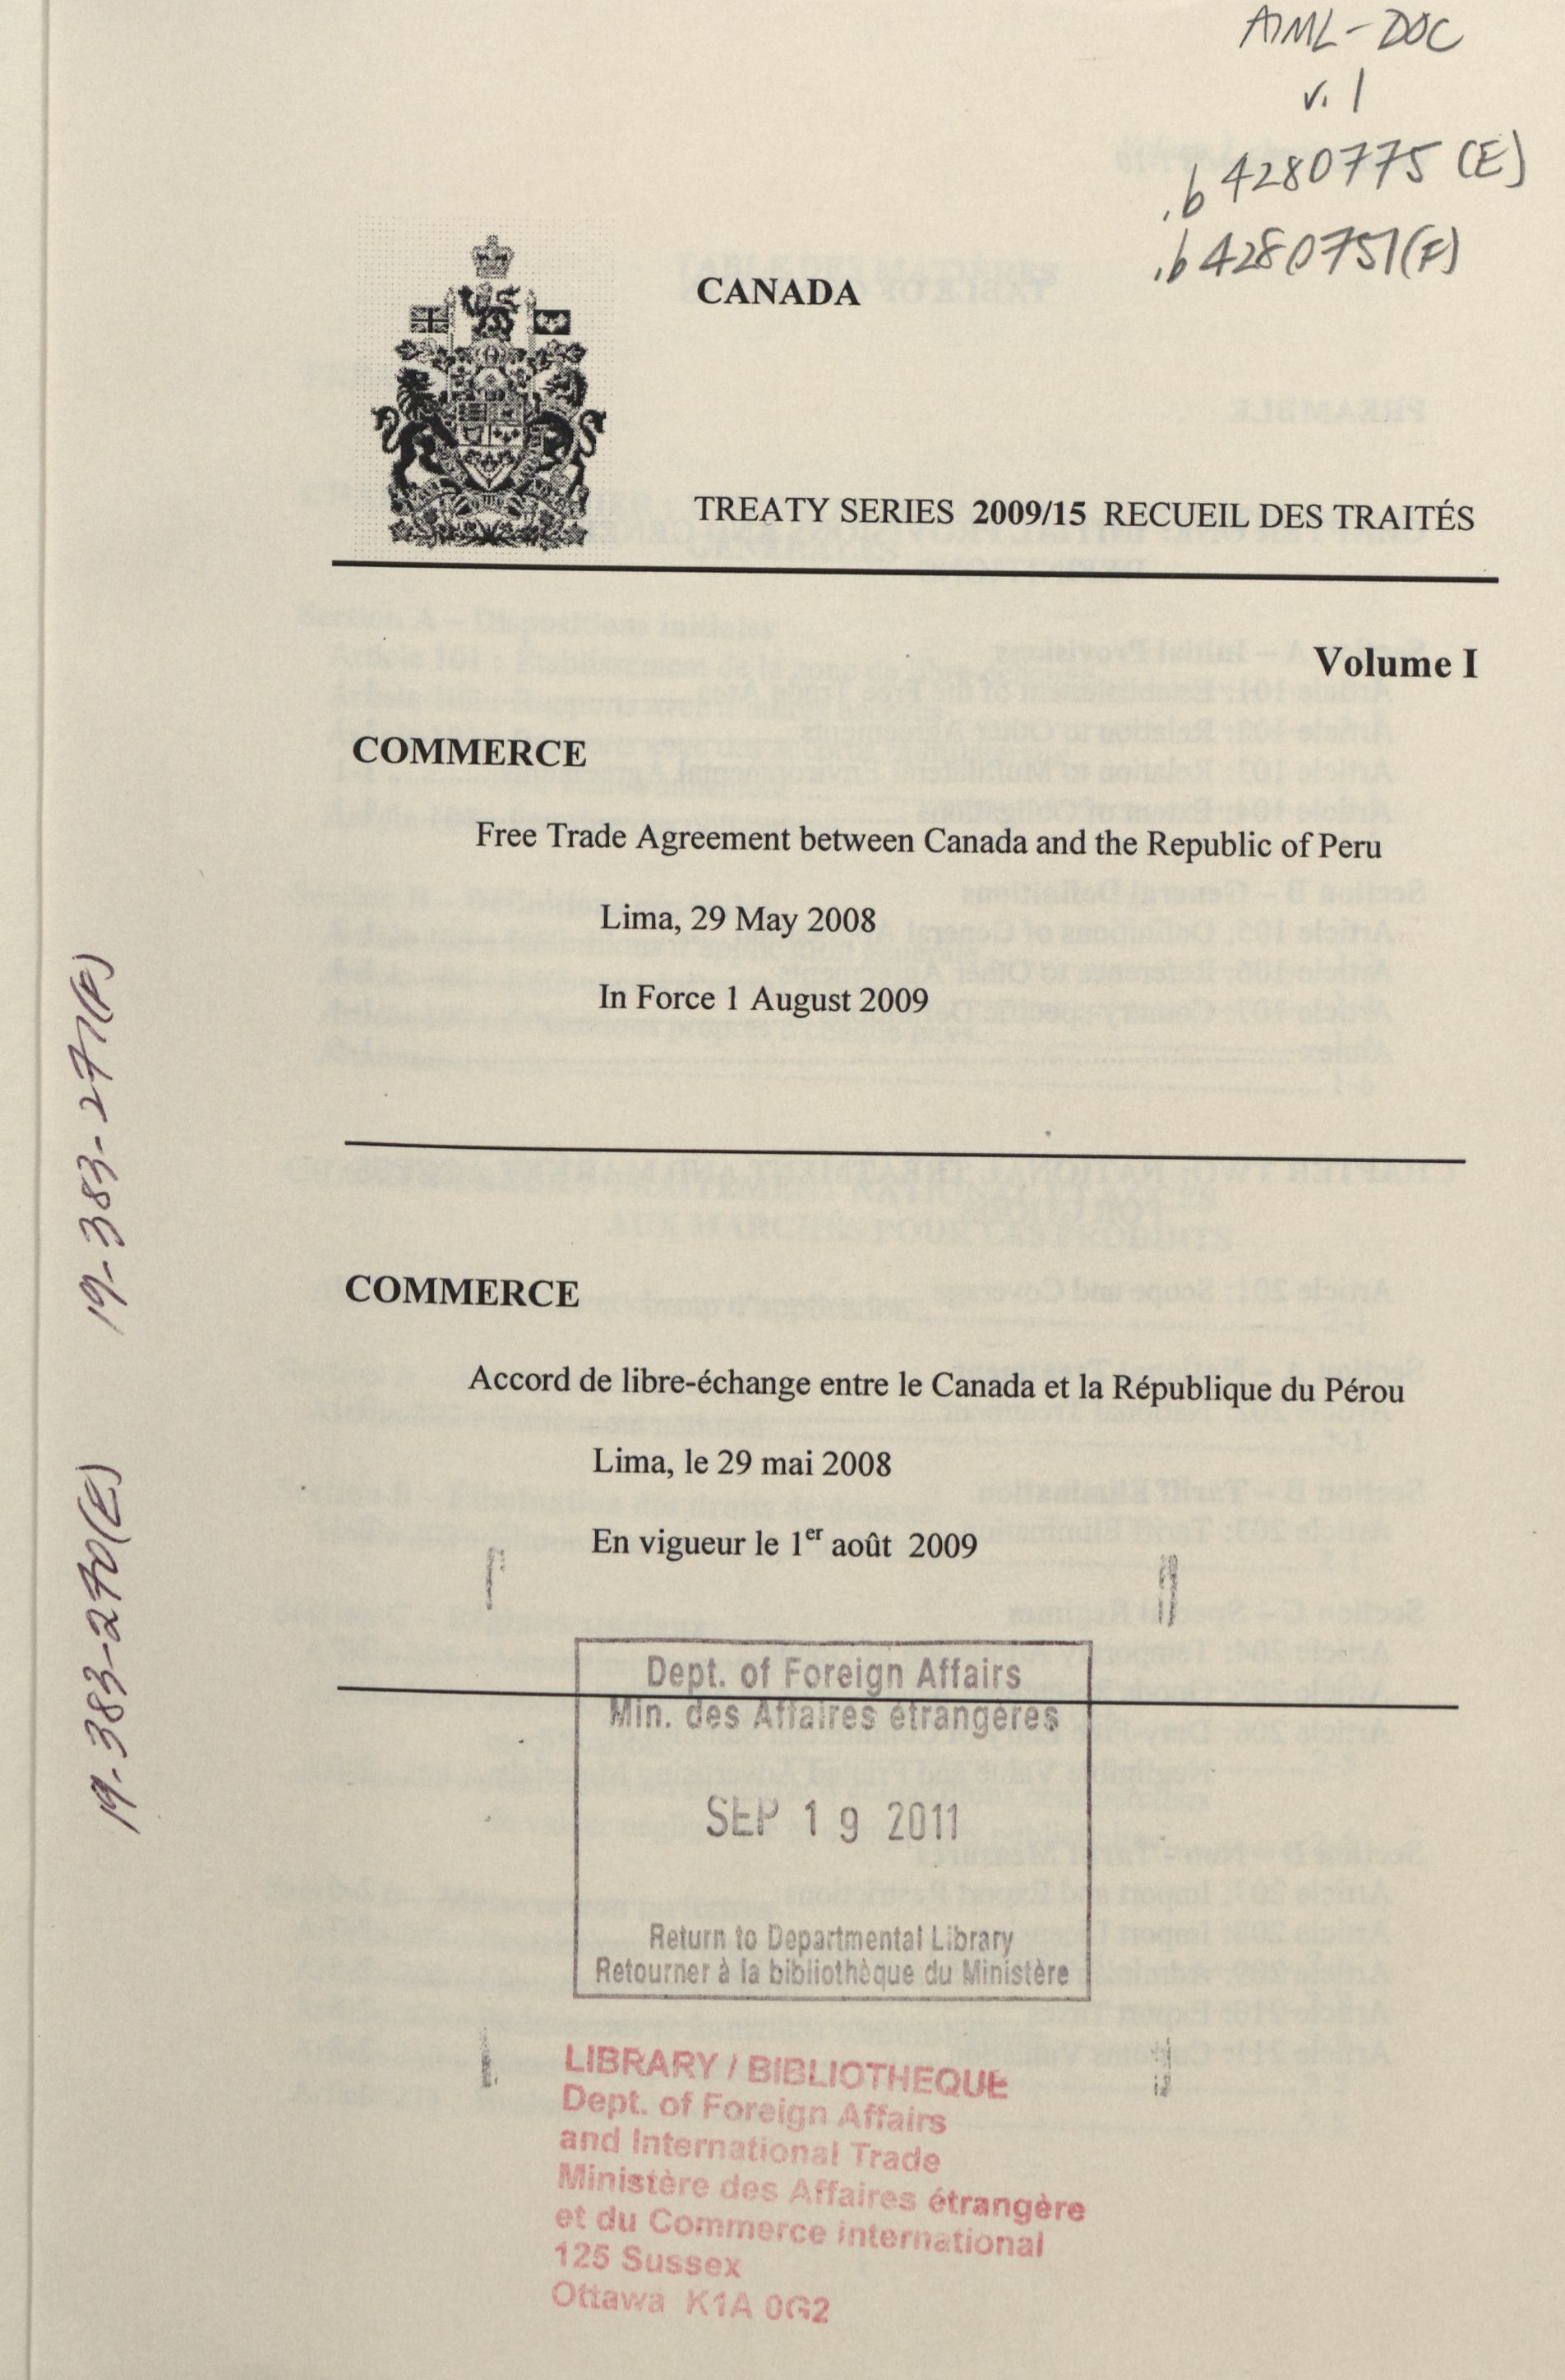 AML-DOC
v. 1
.b4280775 (E)
.b4280751(F)
CANADA
TREATY SERIES 2009/15 RECUEIL DES TRAITÉS
Volume I
COMMERCE
Free Trade Agreement between Canada and the Republic of Peru
Lima, 29 May 2008
In Force 1 August 2009
COMMERCE
Accord de libre-échange entre le Canada et la République du Pérou
Lima, le 29 mai 2008
En vigueur le 1er août 2009
19-383-271(F)
19-383-270(E)
Dept. of Foreign Affairs
Min. des Affaires étrangères
SEP 19 2011
Return to Departmental Library
Retourner à la bibliothèque du Ministère
LIBRARY / BIBLIOTHEQUE
Dept. of Foreign Affairs
and International Trade
Ministère des Affaires étrangère
et du Commerce international
125 Sussex
Ottawa K1A 0G2